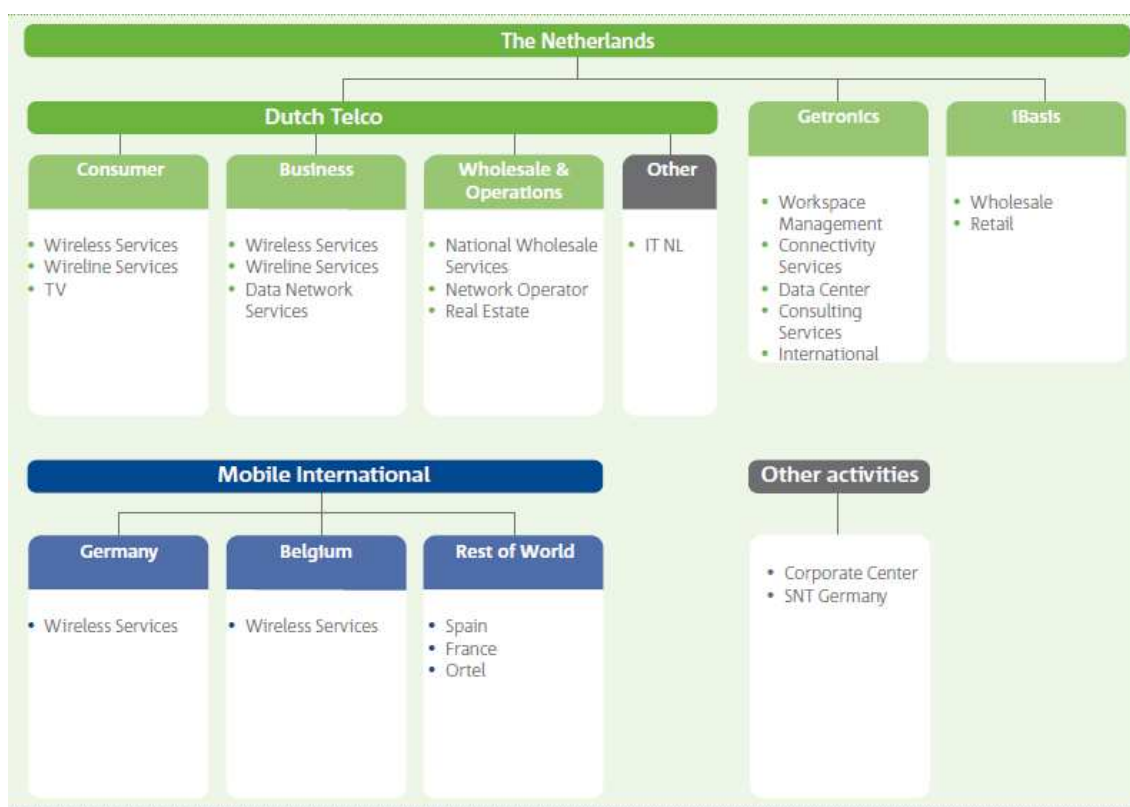 The Netherlands
Dutch Telco
Getronics
iBasis
Consumer
Business
Wholesale &
Operations
Other
• Wireless Services
• Wireline Services
• TV
• Wireless Services
• Wireline Services
• Data Network
Services
• National Wholesale
Services
• Network Operator
• Real Estate
• IT NL
• Workspace
Management
• Connectivity
Services
• Data Center
• Consulting
Services
• International
• Wholesale
• Retail
Mobile International
Other activities
Germany
Belgium
Rest of World
• Wireless Services
• Wireless Services
• Spain
• France
• Ortel
• Corporate Center
• SNT Germany